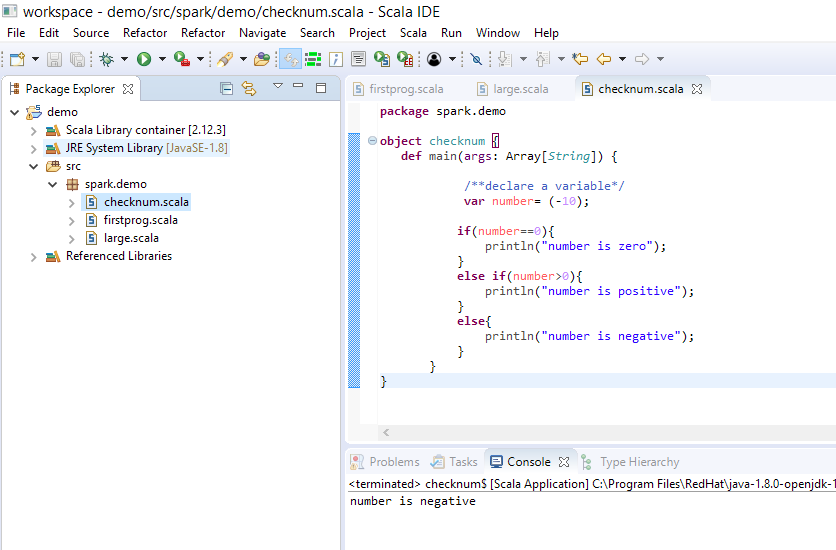 workspace - demo/src/spark/demo/checknum.scala - Scala IDE
File Edit Source Refactor Refactor Navigate Search Project Scala Run Window Help
Package Explorer
demo
Scala Library container [2.12.3]
JRE System Library [JavaSE-1.8]
src
spark.demo
checknum.scala
firstprog.scala
large.scala
Referenced Libraries
firstprog.scala large.scala checknum.scala
package spark.demo
object checknum {
def main(args: Array[String]) {
/**declare a variable*/
var number= (-10);
if(number==0){
println("number is zero");
}
else if(number>0){
println("number is positive");
}
else{
println("number is negative");
}
}
}
Problems Tasks Console Type Hierarchy
<terminated> checknum$ [Scala Application] C:\Program Files\RedHat\java-1.8.0-openjdk-1
number is negative